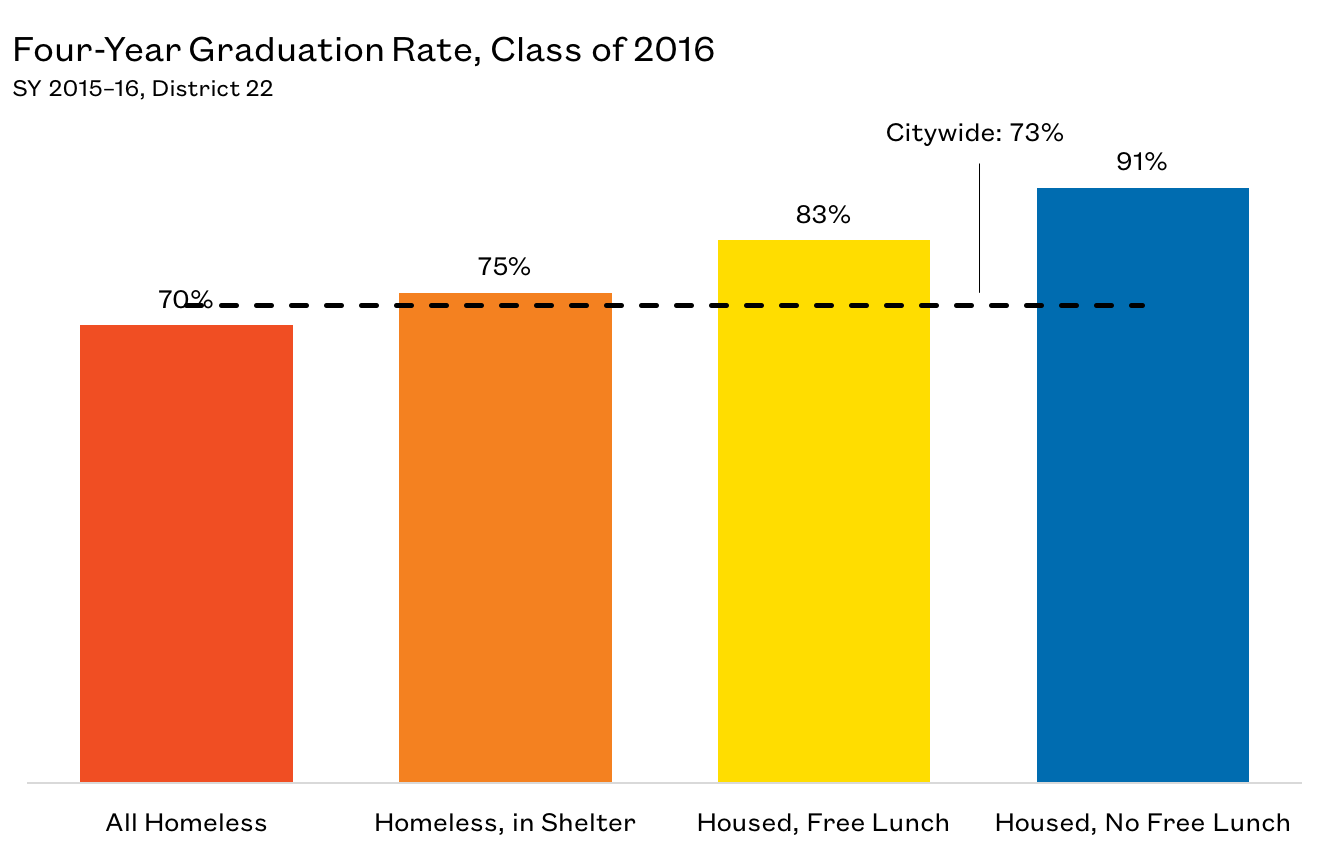 Four-Year Graduation Rate, Class of 2016
SY 2015–16, District 22
Citywide: 73%
70%
75%
83%
91%
All Homeless
Homeless, in Shelter
Housed, Free Lunch
Housed, No Free Lunch